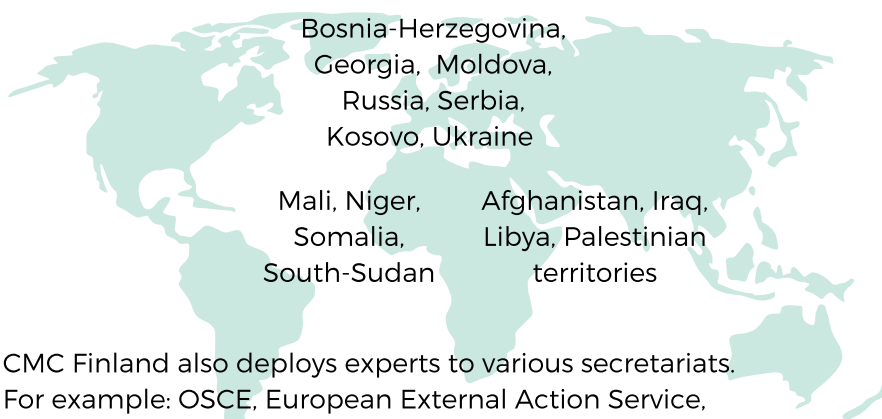 Bosnia-Herzegovina,
Georgia, Moldova,
Russia, Serbia,
Kosovo, Ukraine
Mali, Niger,
Somalia,
South-Sudan
Afghanistan, Iraq,
Libya, Palestinian
territories
CMC Finland also deploys experts to various secretariats.
For example: OSCE, European External Action Service,